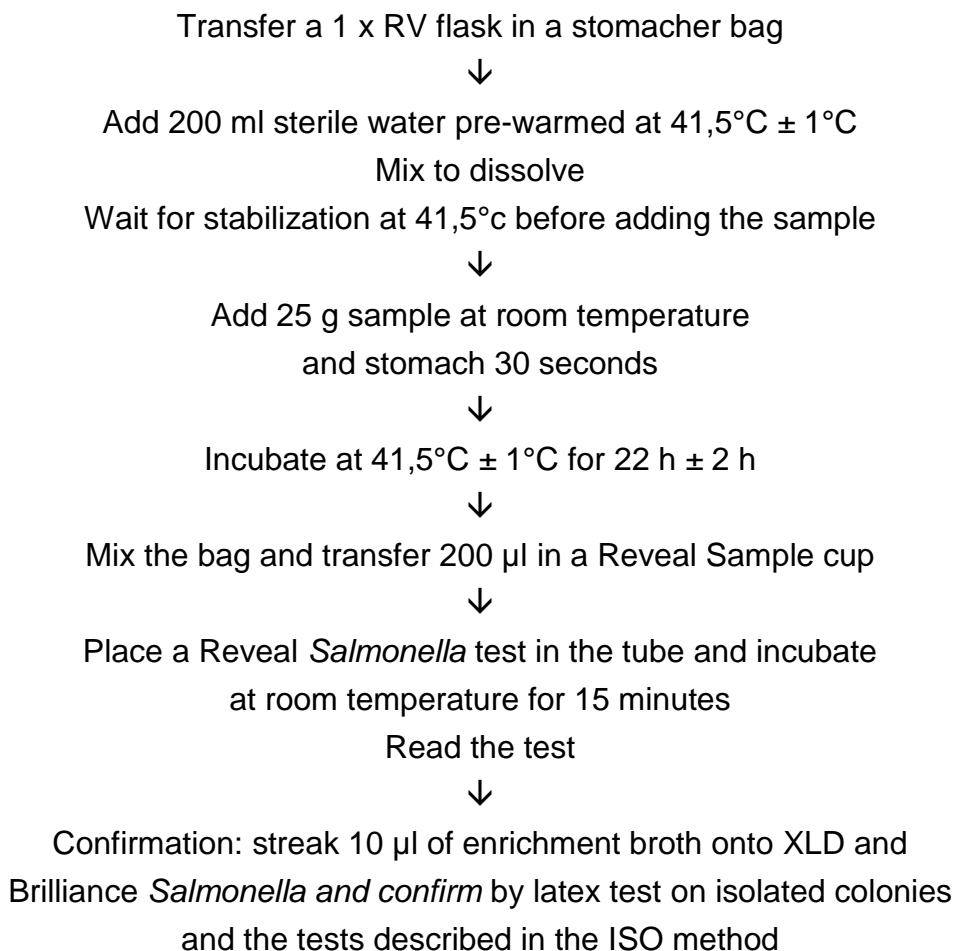 Transfer a 1 x RV flask in a stomacher bag
↓
Add 200 ml sterile water pre-warmed at 41,5°C ± 1°C
Mix to dissolve
Wait for stabilization at 41,5°c before adding the sample
↓
Add 25 g sample at room temperature
and stomach 30 seconds
↓
Incubate at 41,5°C ± 1°C for 22 h ± 2 h
↓
Mix the bag and transfer 200 µl in a Reveal Sample cup
↓
Place a Reveal Salmonella test in the tube and incubate
at room temperature for 15 minutes
Read the test
↓
Confirmation: streak 10 µl of enrichment broth onto XLD and
Brilliance Salmonella and confirm by latex test on isolated colonies
and the tests described in the ISO method